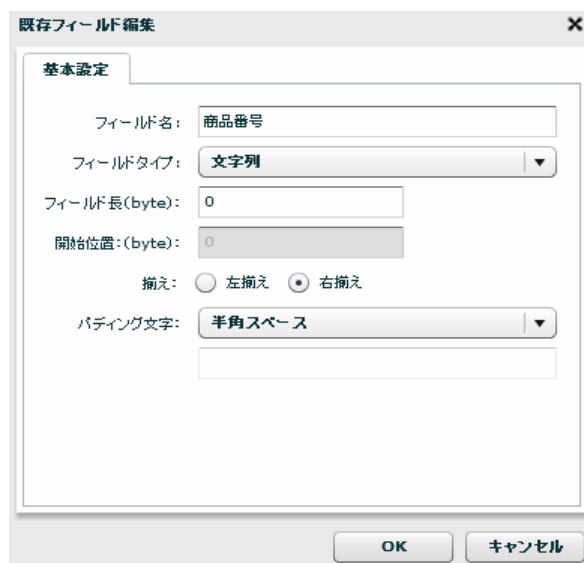 既存フィールド編集
基本設定
フィールド名: 商品番号
フィールドタイプ: 文字列
フィールド長(byte): 0
開始位置:(byte): 0
揃え: 左揃え 右揃え
パディング文字: 半角スペース
OK キャンセル